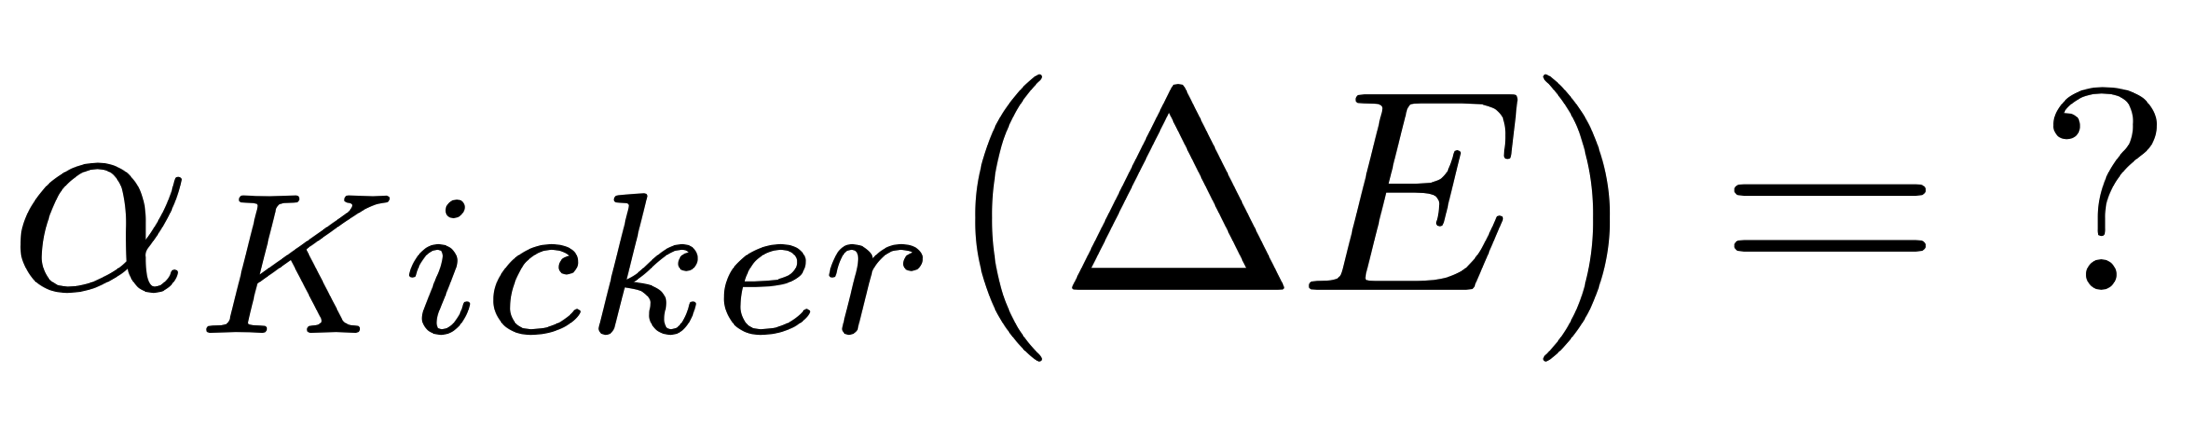 α_{Kicker}(ΔE) = ?